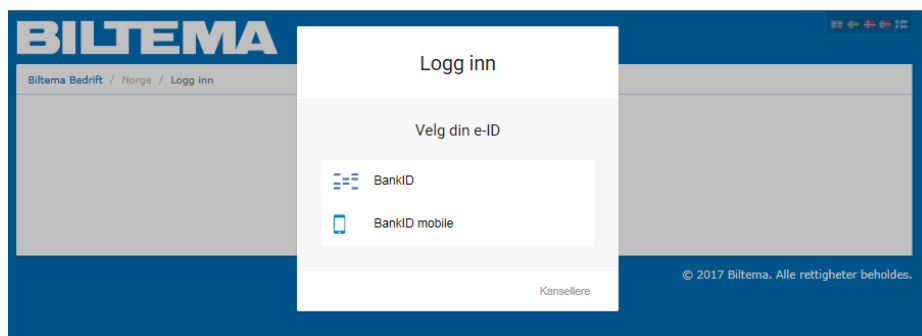 BILTEMA
Biltema Bedrift / Norge / Logg inn
Logg inn
Velg din e-ID
BankID
BankID mobile
Kansellere
© 2017 Biltema. Alle rettigheter beholdes.